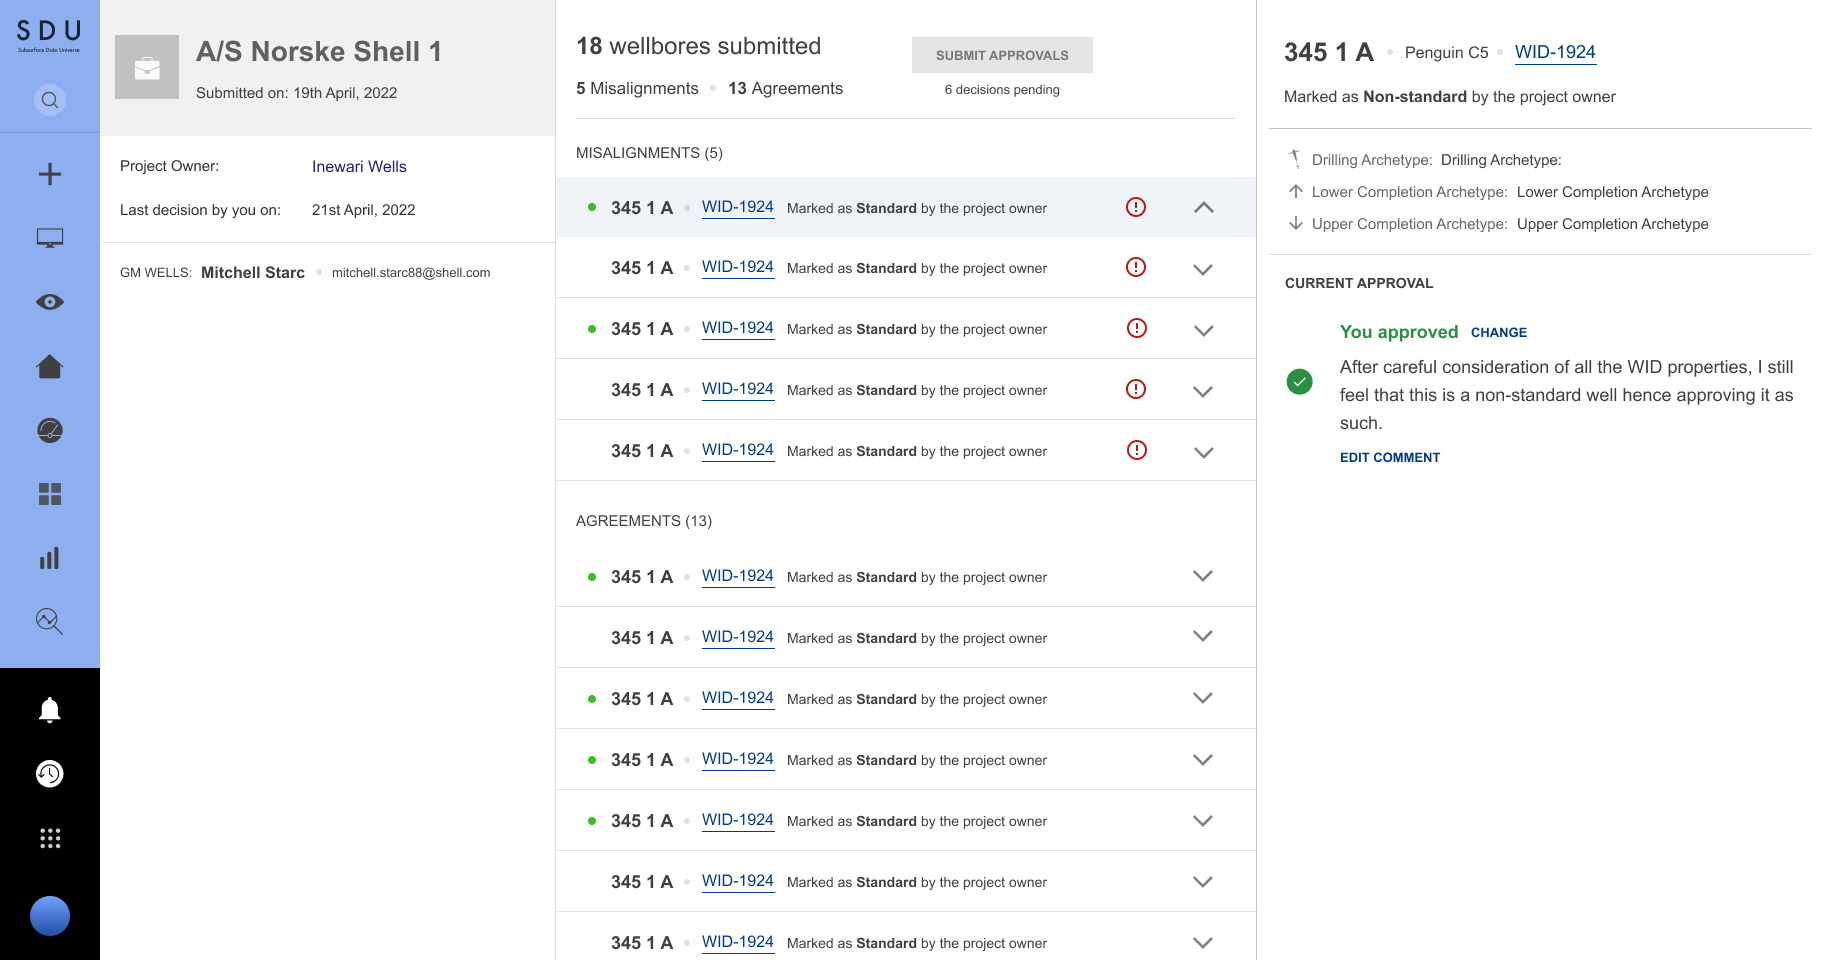 SDU
Subsurface Data Universe
A/S Norske Shell 1
Submitted on: 19th April, 2022
Project Owner: Inewari Wells
Last decision by you on: 21st April, 2022
GM WELLS: Mitchell Starc mitchell.starc88@shell.com
18 wellbores submitted
5 Misalignments 13 Agreements
SUBMIT APPROVALS
6 decisions pending
MISALIGNMENTS (5)
345 1 A WID-1924 Marked as Standard by the project owner
345 1 A WID-1924 Marked as Standard by the project owner
345 1 A WID-1924 Marked as Standard by the project owner
345 1 A WID-1924 Marked as Standard by the project owner
345 1 A WID-1924 Marked as Standard by the project owner
AGREEMENTS (13)
345 1 A WID-1924 Marked as Standard by the project owner
345 1 A WID-1924 Marked as Standard by the project owner
345 1 A WID-1924 Marked as Standard by the project owner
345 1 A WID-1924 Marked as Standard by the project owner
345 1 A WID-1924 Marked as Standard by the project owner
345 1 A WID-1924 Marked as Standard by the project owner
345 1 A WID-1924 Marked as Standard by the project owner
345 1 A Penguin C5 WID-1924
Marked as Non-standard by the project owner
Drilling Archetype: Drilling Archetype:
Lower Completion Archetype: Lower Completion Archetype
Upper Completion Archetype: Upper Completion Archetype
CURRENT APPROVAL
You approved CHANGE
After careful consideration of all the WID properties, I still
feel that this is a non-standard well hence approving it as
such.
EDIT COMMENT